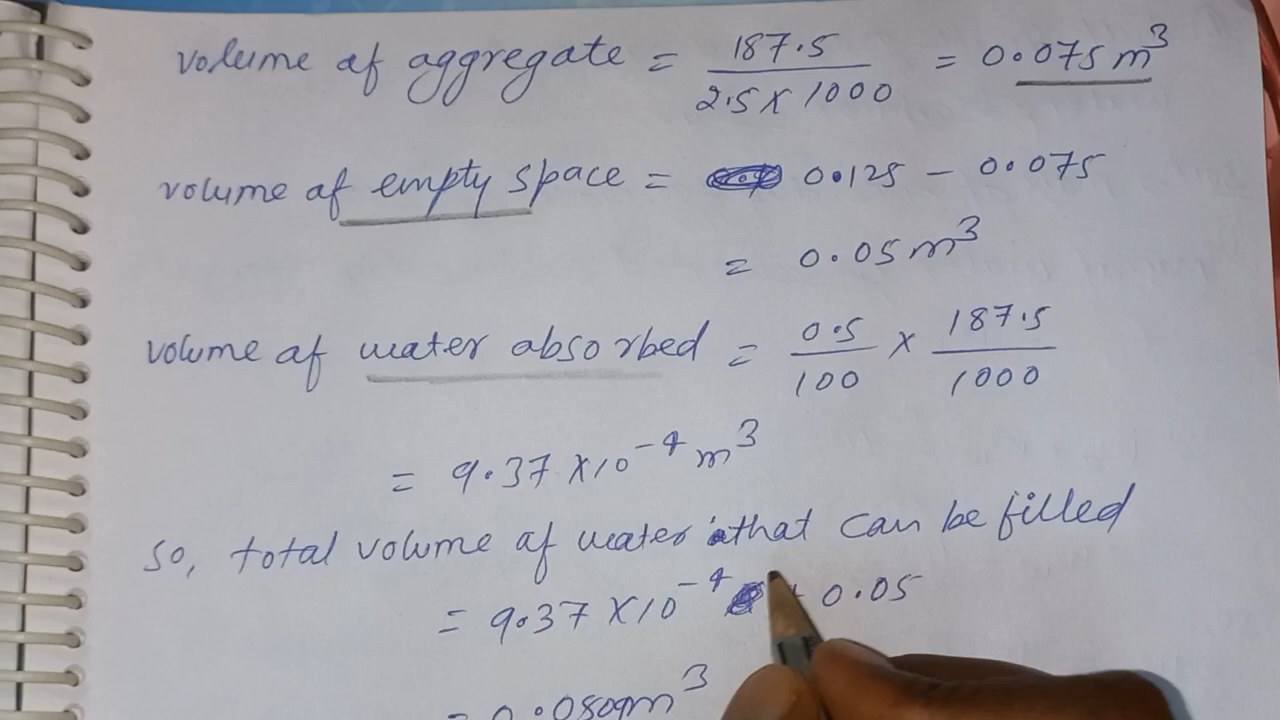 volume of aggregate = 187.5 / 2.5 x 1000 = 0.075 m³
volume of empty space = 0.125 - 0.075
= 0.05 m³
volume of water absorbed = 0.5 / 100 x 187.5 / 1000
= 9.37 x 10⁻⁴ m³
so, total volume of water that can be filled
= 9.37 x 10⁻⁴ + 0.05
= 0.0509m³